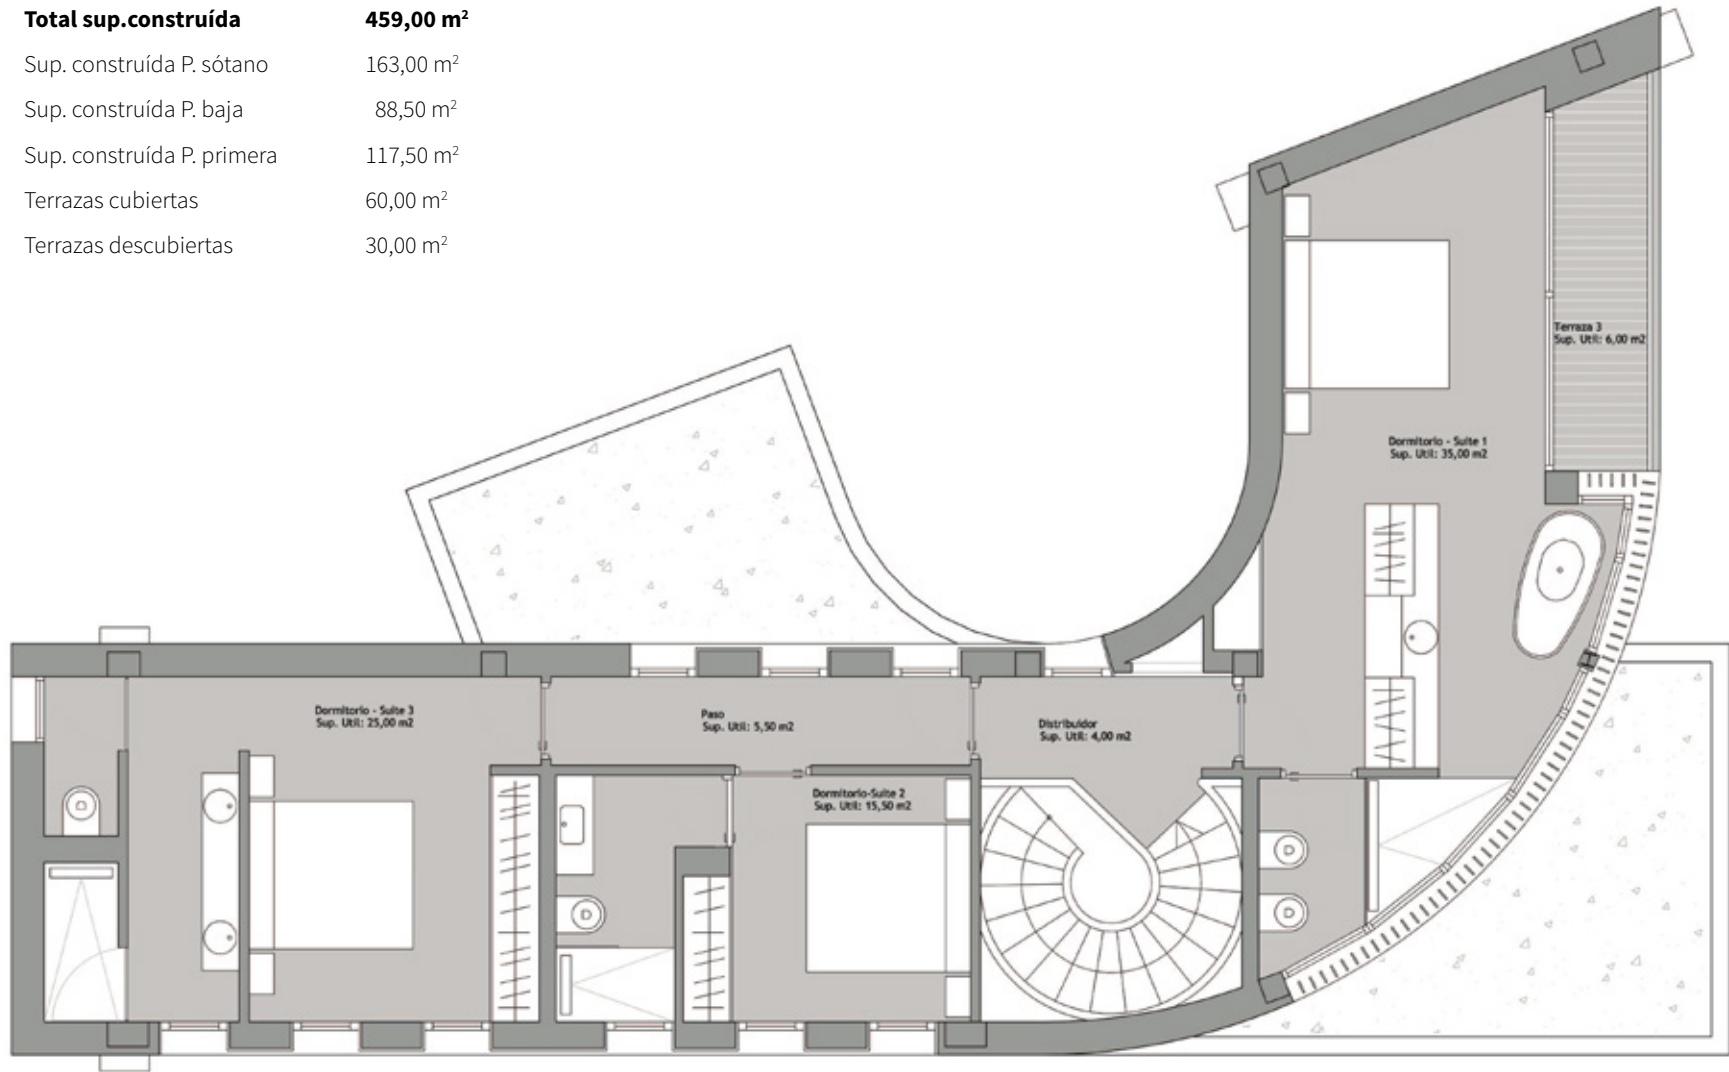 Total sup.construída 459,00 m²
Sup. construída P. sótano 163,00 m²
Sup. construída P. baja 88,50 m²
Sup. construída P. primera 117,50 m²
Terrazas cubiertas 60,00 m²
Terrazas descubiertas 30,00 m²
Terraza 3
Sup. Util: 6,00 m2
Dormitorio - Suite 1
Sup. Util: 35,00 m2
Dormitorio - Suite 3
Sup. Util: 25,00 m2
Paso
Sup. Util: 5,50 m2
Distribuidor
Sup. Util: 4,00 m2
Dormitorio-Suite 2
Sup. Util: 15,50 m2